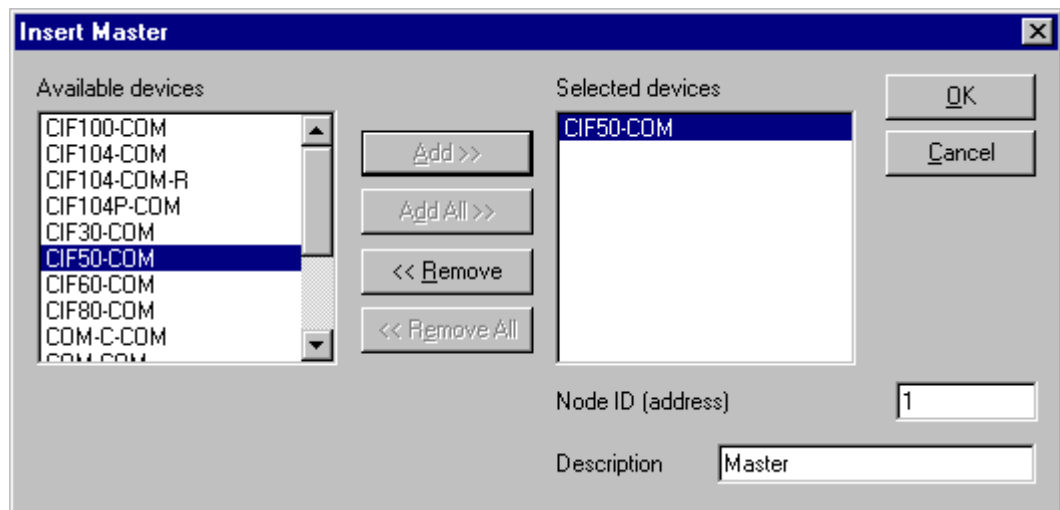 Insert Master
Available devices
CIF100-COM
CIF104-COM
CIF104-COM-R
CIF104P-COM
CIF30-COM
CIF50-COM
CIF60-COM
CIF80-COM
COM-C-COM
COM-COM
Add >>
Add All >>
<< Remove
<< Remove All
Selected devices
CIF50-COM
OK
Cancel
Node ID (address)
1
Description
Master